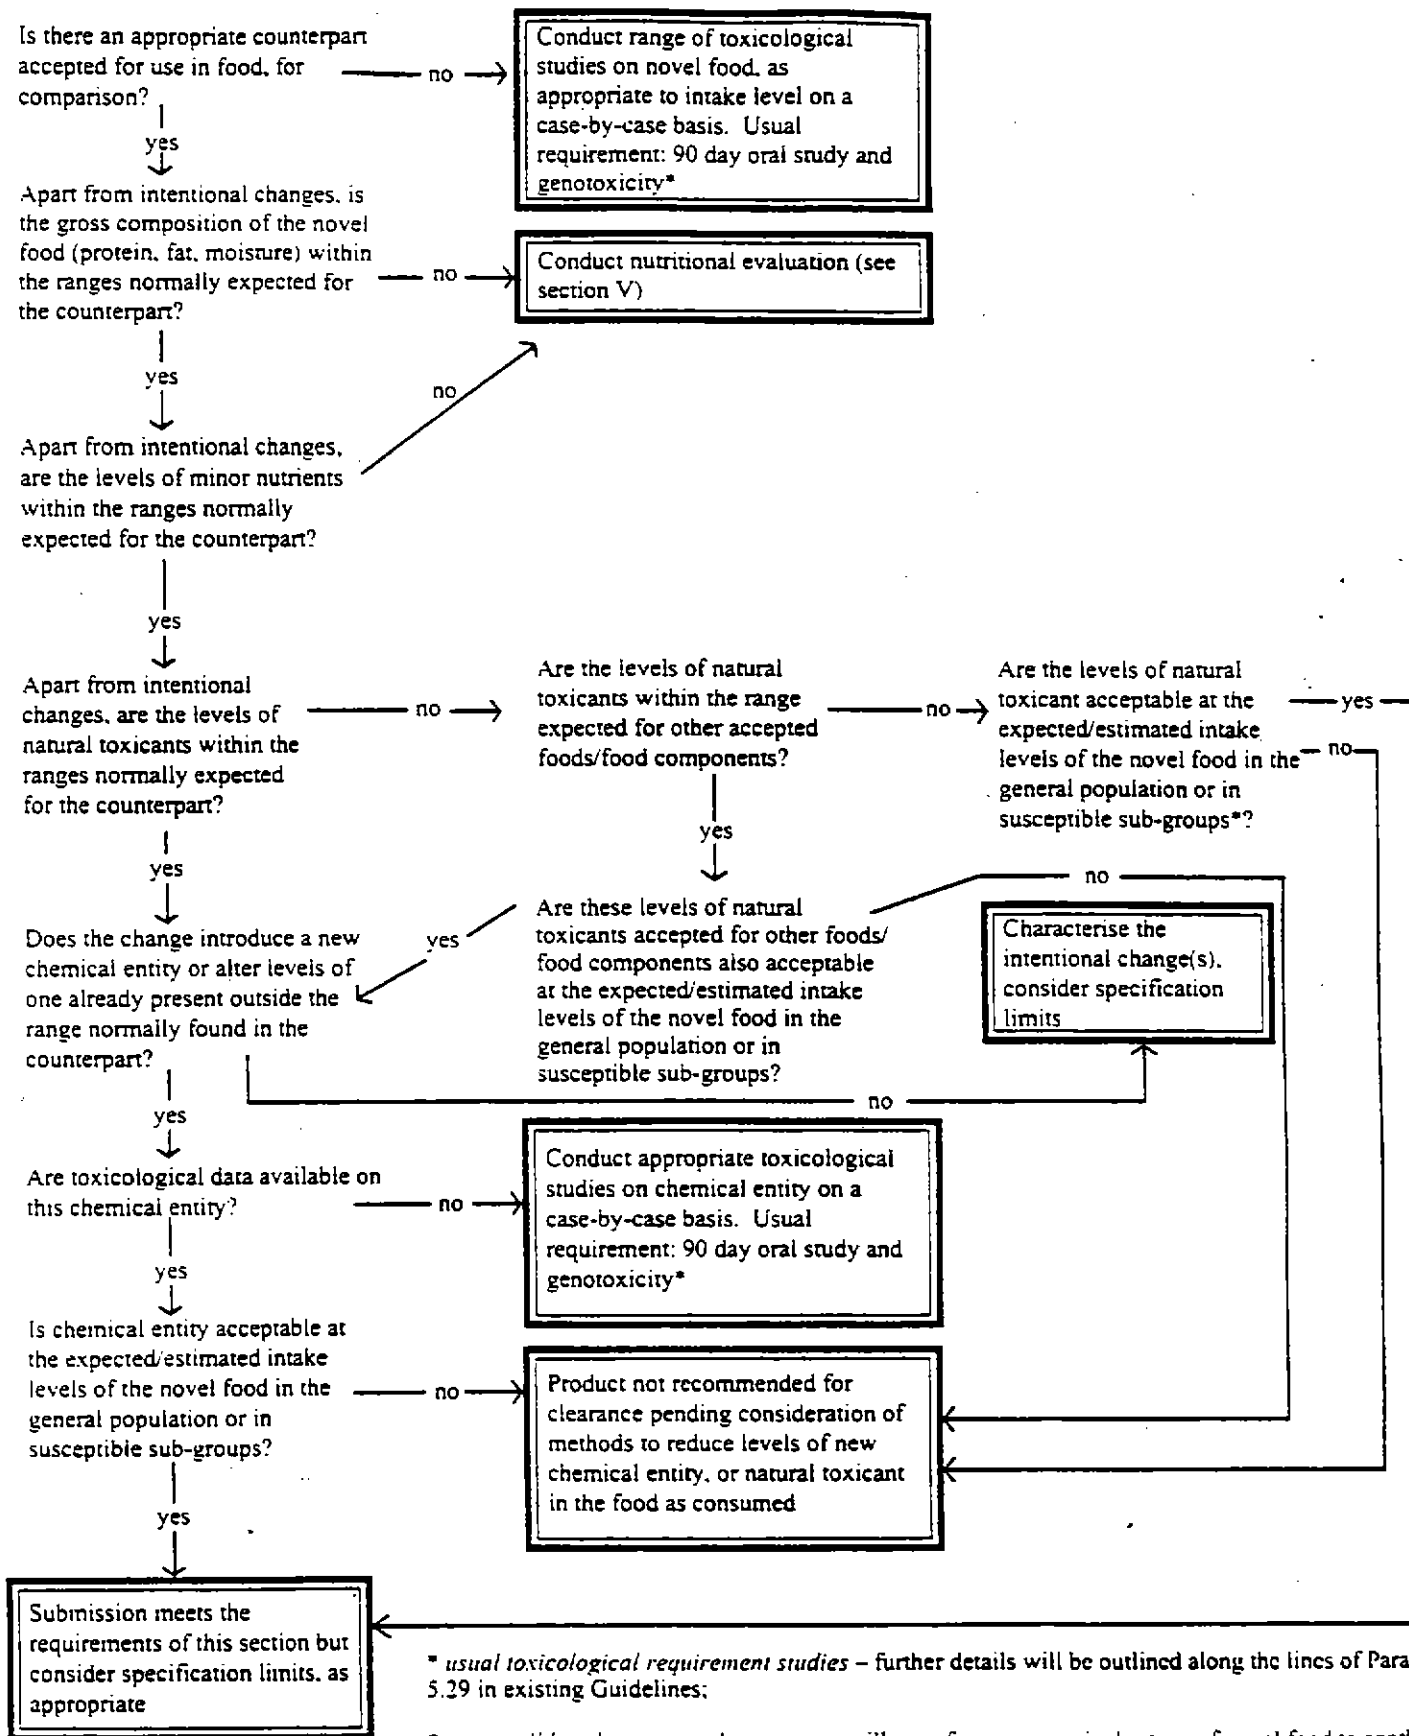 Is there an appropriate counterpart
accepted for use in food, for
comparison?
no
Conduct range of toxicological
studies on novel food, as
appropriate to intake level on a
case-by-case basis. Usual
requirement: 90 day oral study and
genotoxicity*
yes
Apart from intentional changes, is
the gross composition of the novel
food (protein, fat, moisture) within
the ranges normally expected for
the counterpart?
no
Conduct nutritional evaluation (see
section V)
yes
no
Apart from intentional changes,
are the levels of minor nutrients
within the ranges normally
expected for the counterpart?
yes
Apart from intentional
changes, are the levels of
natural toxicants within the
ranges normally expected
for the counterpart?
no
Are the levels of natural
toxicants within the range
expected for other accepted
foods/food components?
no
Are the levels of natural
toxicant acceptable at the
expected/estimated intake
levels of the novel food in the
general population or in
susceptible sub-groups*?
yes
no
yes
yes
no
Does the change introduce a new
chemical entity or alter levels of
one already present outside the
range normally found in the
counterpart?
yes
Are these levels of natural
toxicants accepted for other foods/
food components also acceptable
at the expected/estimated intake
levels of the novel food in the
general population or in
susceptible sub-groups?
Characterise the
intentional change(s),
consider specification
limits
no
yes
Are toxicological data available on
this chemical entity?
no
Conduct appropriate toxicological
studies on chemical entity on a
case-by-case basis. Usual
requirement: 90 day oral study and
genotoxicity*
yes
Is chemical entity acceptable at
the expected/estimated intake
levels of the novel food in the
general population or in
susceptible sub-groups?
no
Product not recommended for
clearance pending consideration of
methods to reduce levels of new
chemical entity, or natural toxicant
in the food as consumed
yes
Submission meets the
requirements of this section but
consider specification limits, as
appropriate
* usual toxicological requirement studies – further details will be outlined along the lines of Para
5.29 in existing Guidelines;